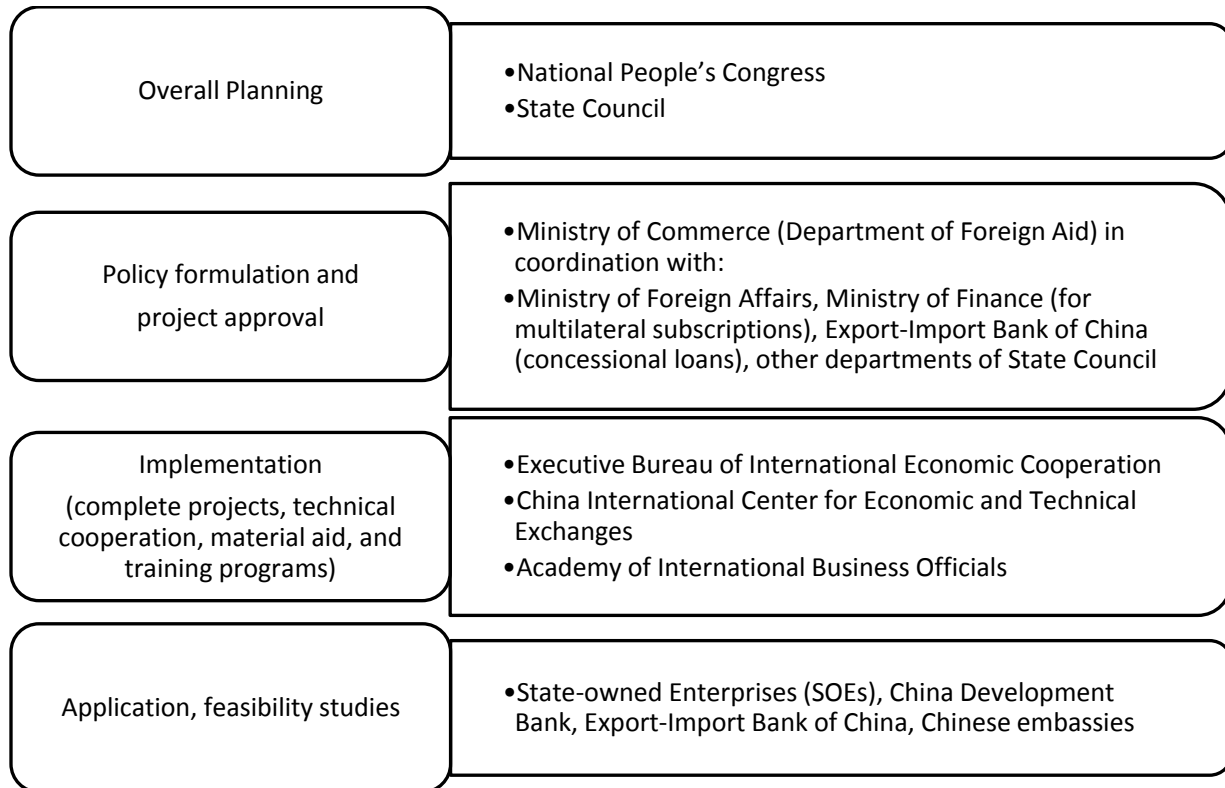 Overall Planning
•National People’s Congress
•State Council
Policy formulation and
project approval
•Ministry of Commerce (Department of Foreign Aid) in
coordination with:
•Ministry of Foreign Affairs, Ministry of Finance (for
multilateral subscriptions), Export-Import Bank of China
(concessional loans), other departments of State Council
Implementation
(complete projects, technical
cooperation, material aid, and
training programs)
•Executive Bureau of International Economic Cooperation
•China International Center for Economic and Technical
Exchanges
•Academy of International Business Officials
Application, feasibility studies
•State-owned Enterprises (SOEs), China Development
Bank, Export-Import Bank of China, Chinese embassies